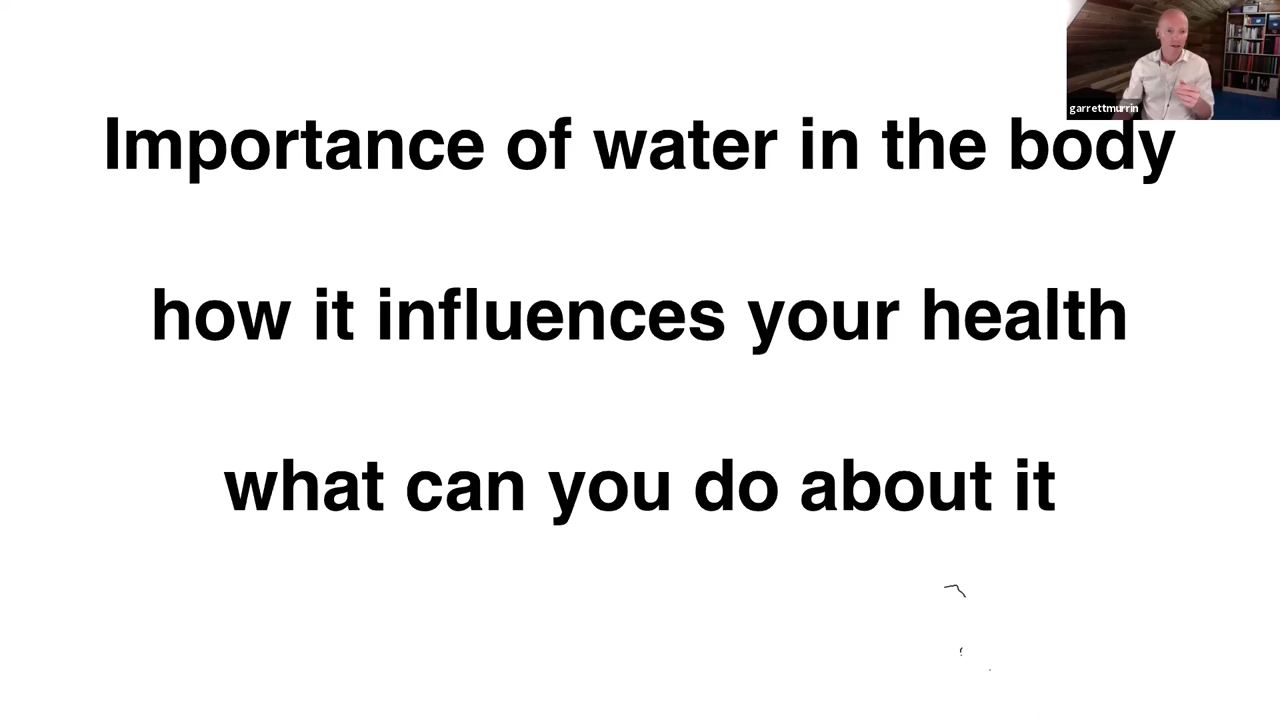 garrettmurrin
Importance of water in the body
how it influences your health
what can you do about it